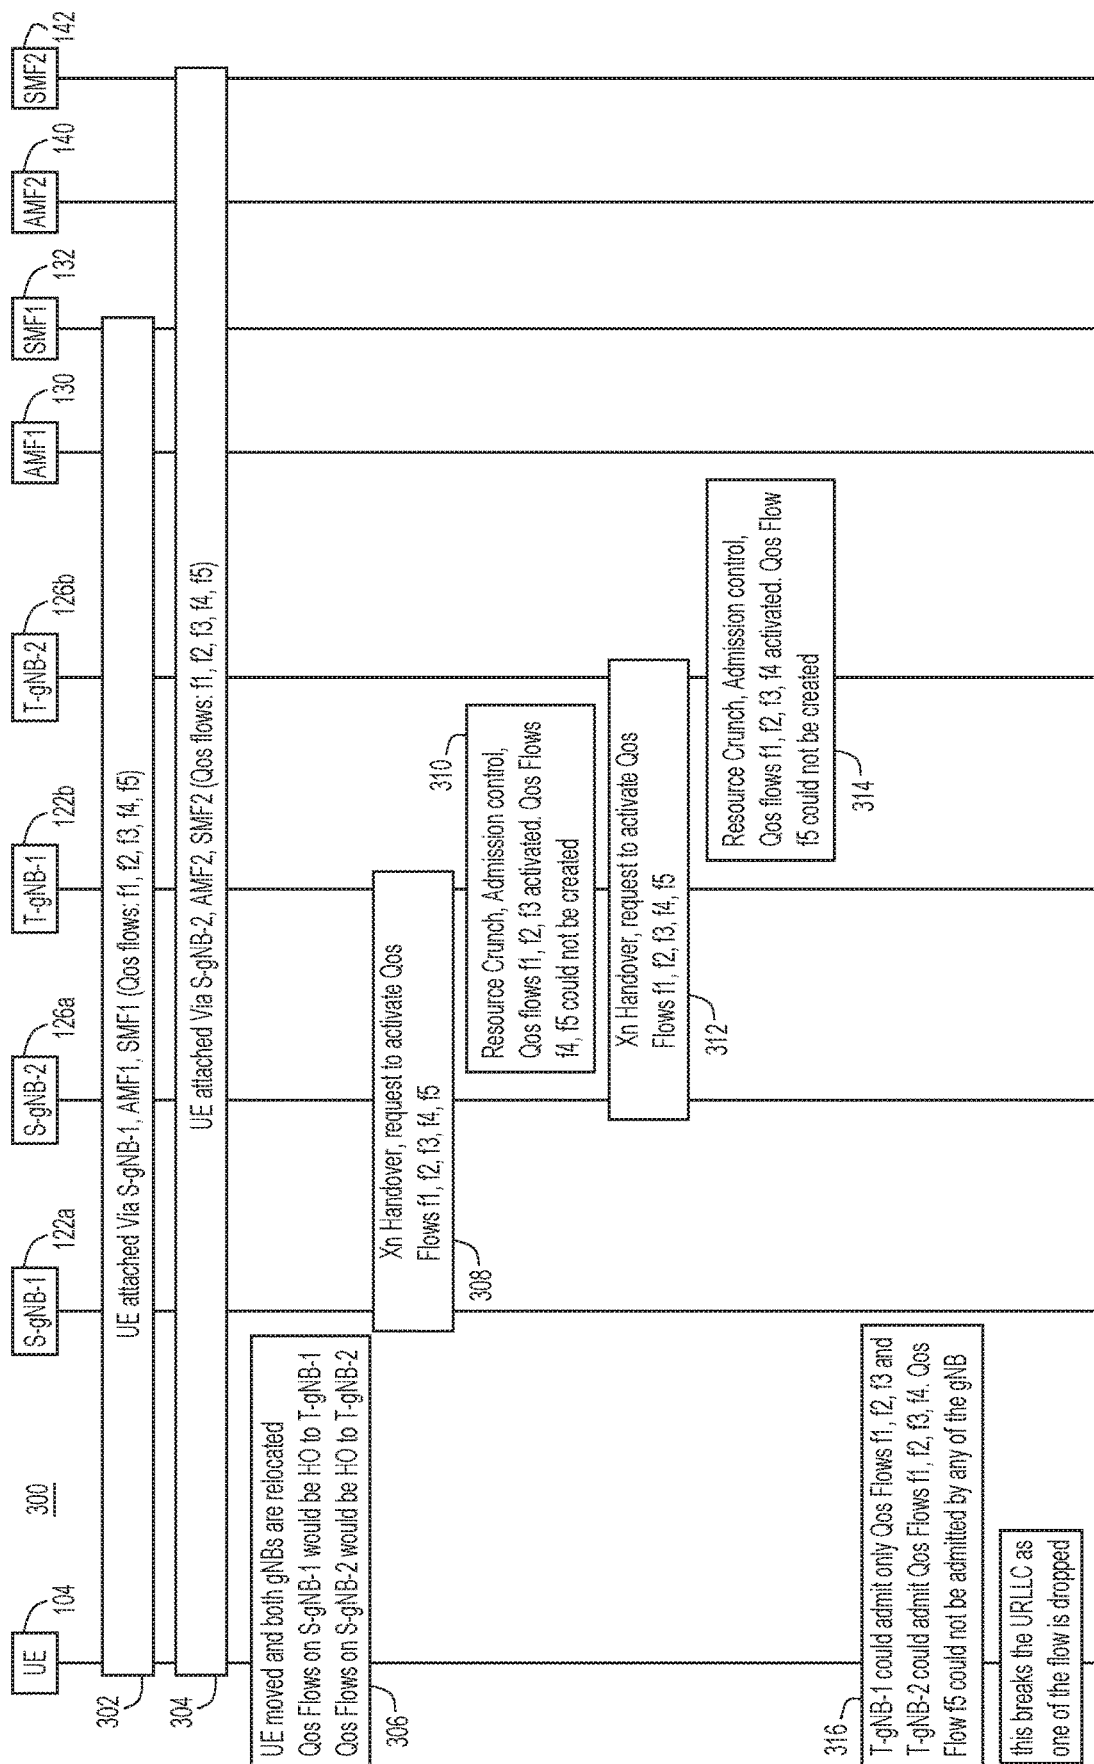 300
UE
104
S-gNB-1
122a
S-gNB-2
126a
T-gNB-1
122b
T-gNB-2
126b
AMF1
130
SMF1
132
AMF2
140
SMF2
142
UE attached Via S-gNB-1, AMF1, SMF1 (Qos flows: f1, f2, f3, f4, f5)
302
UE attached Via S-gNB-2, AMF2, SMF2 (Qos flows: f1, f2, f3, f4, f5)
304
UE moved and both gNBs are relocated
Qos Flows on S-gNB-1 would be HO to T-gNB-1
Qos Flows on S-gNB-2 would be HO to T-gNB-2
306
Xn Handover, request to activate Qos
Flows f1, f2, f3, f4, f5
308
310
Resource Crunch, Admission control,
Qos flows f1, f2, f3 activated. Qos Flows
f4, f5 could not be created
Xn Handover, request to activate Qos
Flows f1, f2, f3, f4, f5
312
Resource Crunch, Admission control,
Qos flows f1, f2, f3, f4 activated. Qos Flow
f5 could not be created
314
316
T-gNB-1 could admit only Qos Flows f1, f2, f3 and
T-gNB-2 could admit Qos Flows f1, f2, f3, f4. Qos
Flow f5 could not be admitted by any of the gNB
this breaks the URLLC as
one of the flow is dropped